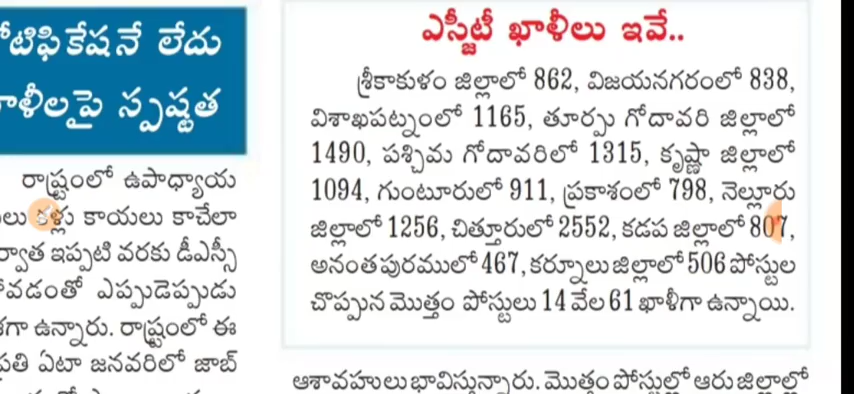 టిఫికేషనే లేదు
ళీలపై స్పష్టత
రాష్ట్రంలో ఉపాధ్యాయ
లు కళ్లు కాయలు కాచేలా
ర్వాత ఇప్పటి వరకు డీఎస్సీ
వడంతో ఎప్పుడెప్పుడు
గా ఉన్నారు. రాష్ట్రంలో ఈ
ప్రతి ఏటా జనవరిలో జాబ్
ఎస్జీటీ ఖాళీలు ఇవే..
శ్రీకాకుళం జిల్లాలో 862, విజయనగరంలో 838,
విశాఖపట్నంలో 1165, తూర్పు గోదావరి జిల్లాలో
1490, పశ్చిమ గోదావరిలో 1315, కృష్ణా జిల్లాలో
1094, గుంటూరులో 911, ప్రకాశంలో 798, నెల్లూరు
జిల్లాలో 1256, చిత్తూరులో 2552, కడప జిల్లాలో 807,
అనంతపురములో 467, కర్నూలు జిల్లాలో 506 పోస్టుల
చొప్పున మొత్తం పోస్టులు 14 వేల 61 ఖాళీగా ఉన్నాయి.
ఆశావహులు భావిస్తున్నారు. మొత్తం పోస్టుల్లో ఆరు జిల్లాల్లో